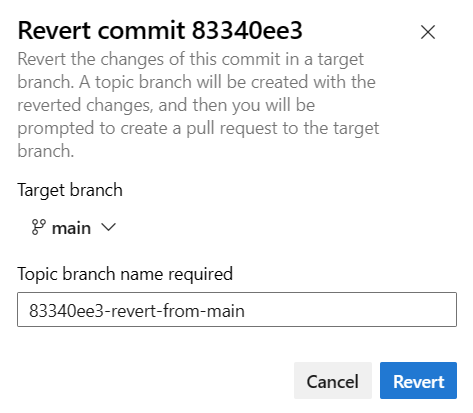 Revert commit 83340ee3
Revert the changes of this commit in a target
branch. A topic branch will be created with the
reverted changes, and then you will be
prompted to create a pull request to the target
branch.
Target branch
main
Topic branch name required
83340ee3-revert-from-main
Cancel Revert